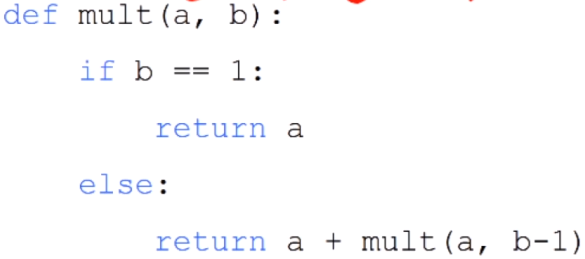 def mult(a, b):
    if b == 1:
        return a
    else:
        return a + mult(a, b-1)